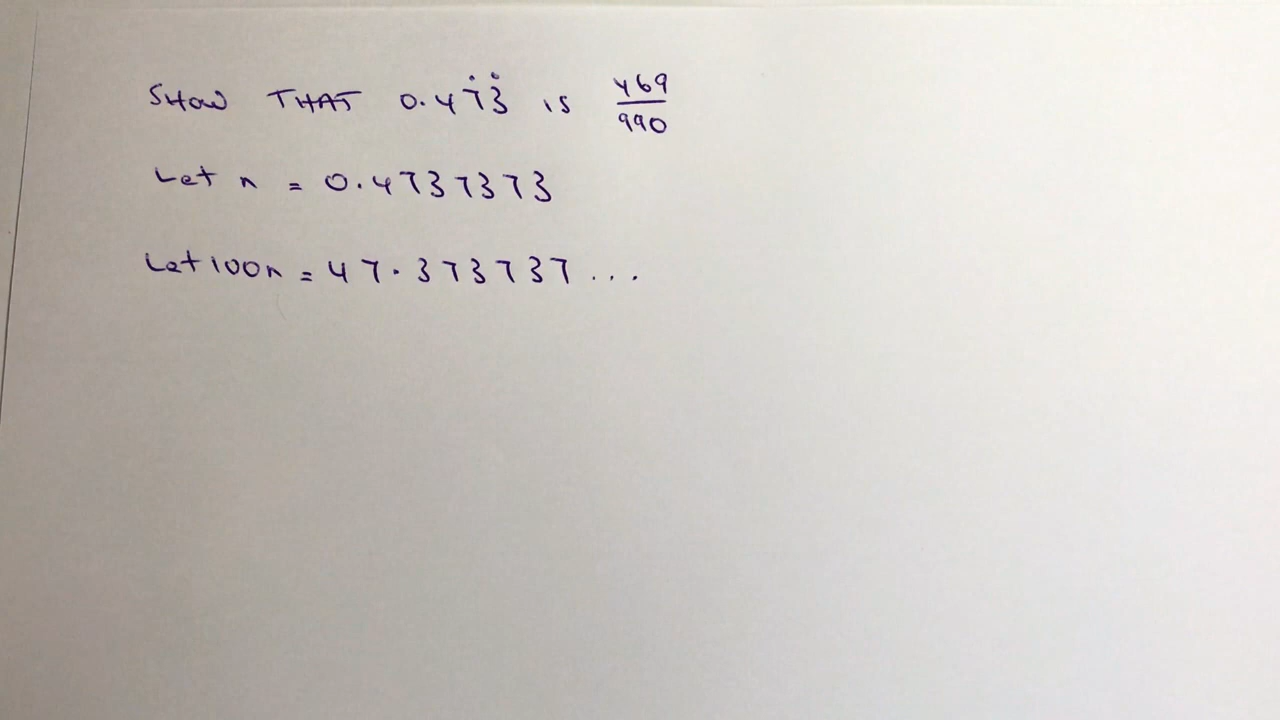 SHOW THAT 0.47̇3̇ is 469/990
Let n = 0.4737373
Let 100n = 47.373737...